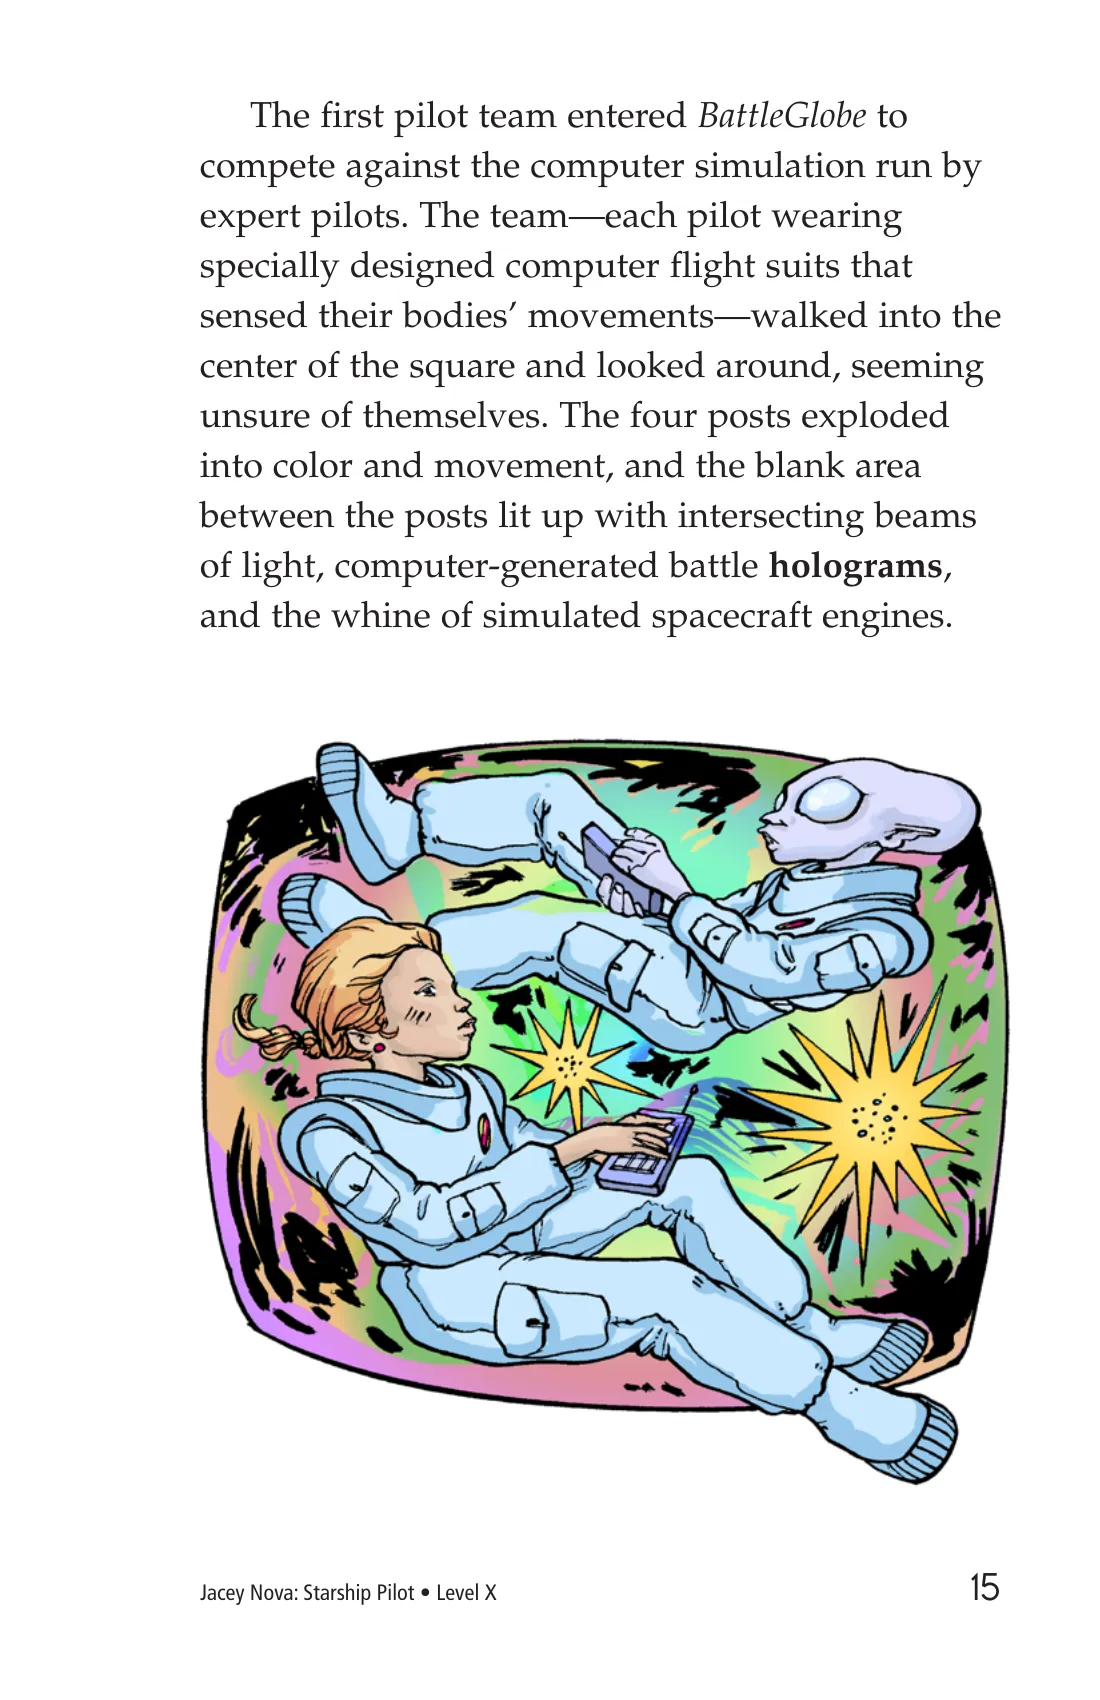 The first pilot team entered BattleGlobe to
compete against the computer simulation run by
expert pilots. The team—each pilot wearing
specially designed computer flight suits that
sensed their bodies’ movements—walked into the
center of the square and looked around, seeming
unsure of themselves. The four posts exploded
into color and movement, and the blank area
between the posts lit up with intersecting beams
of light, computer-generated battle holograms,
and the whine of simulated spacecraft engines.
Jacey Nova: Starship Pilot • Level X
15